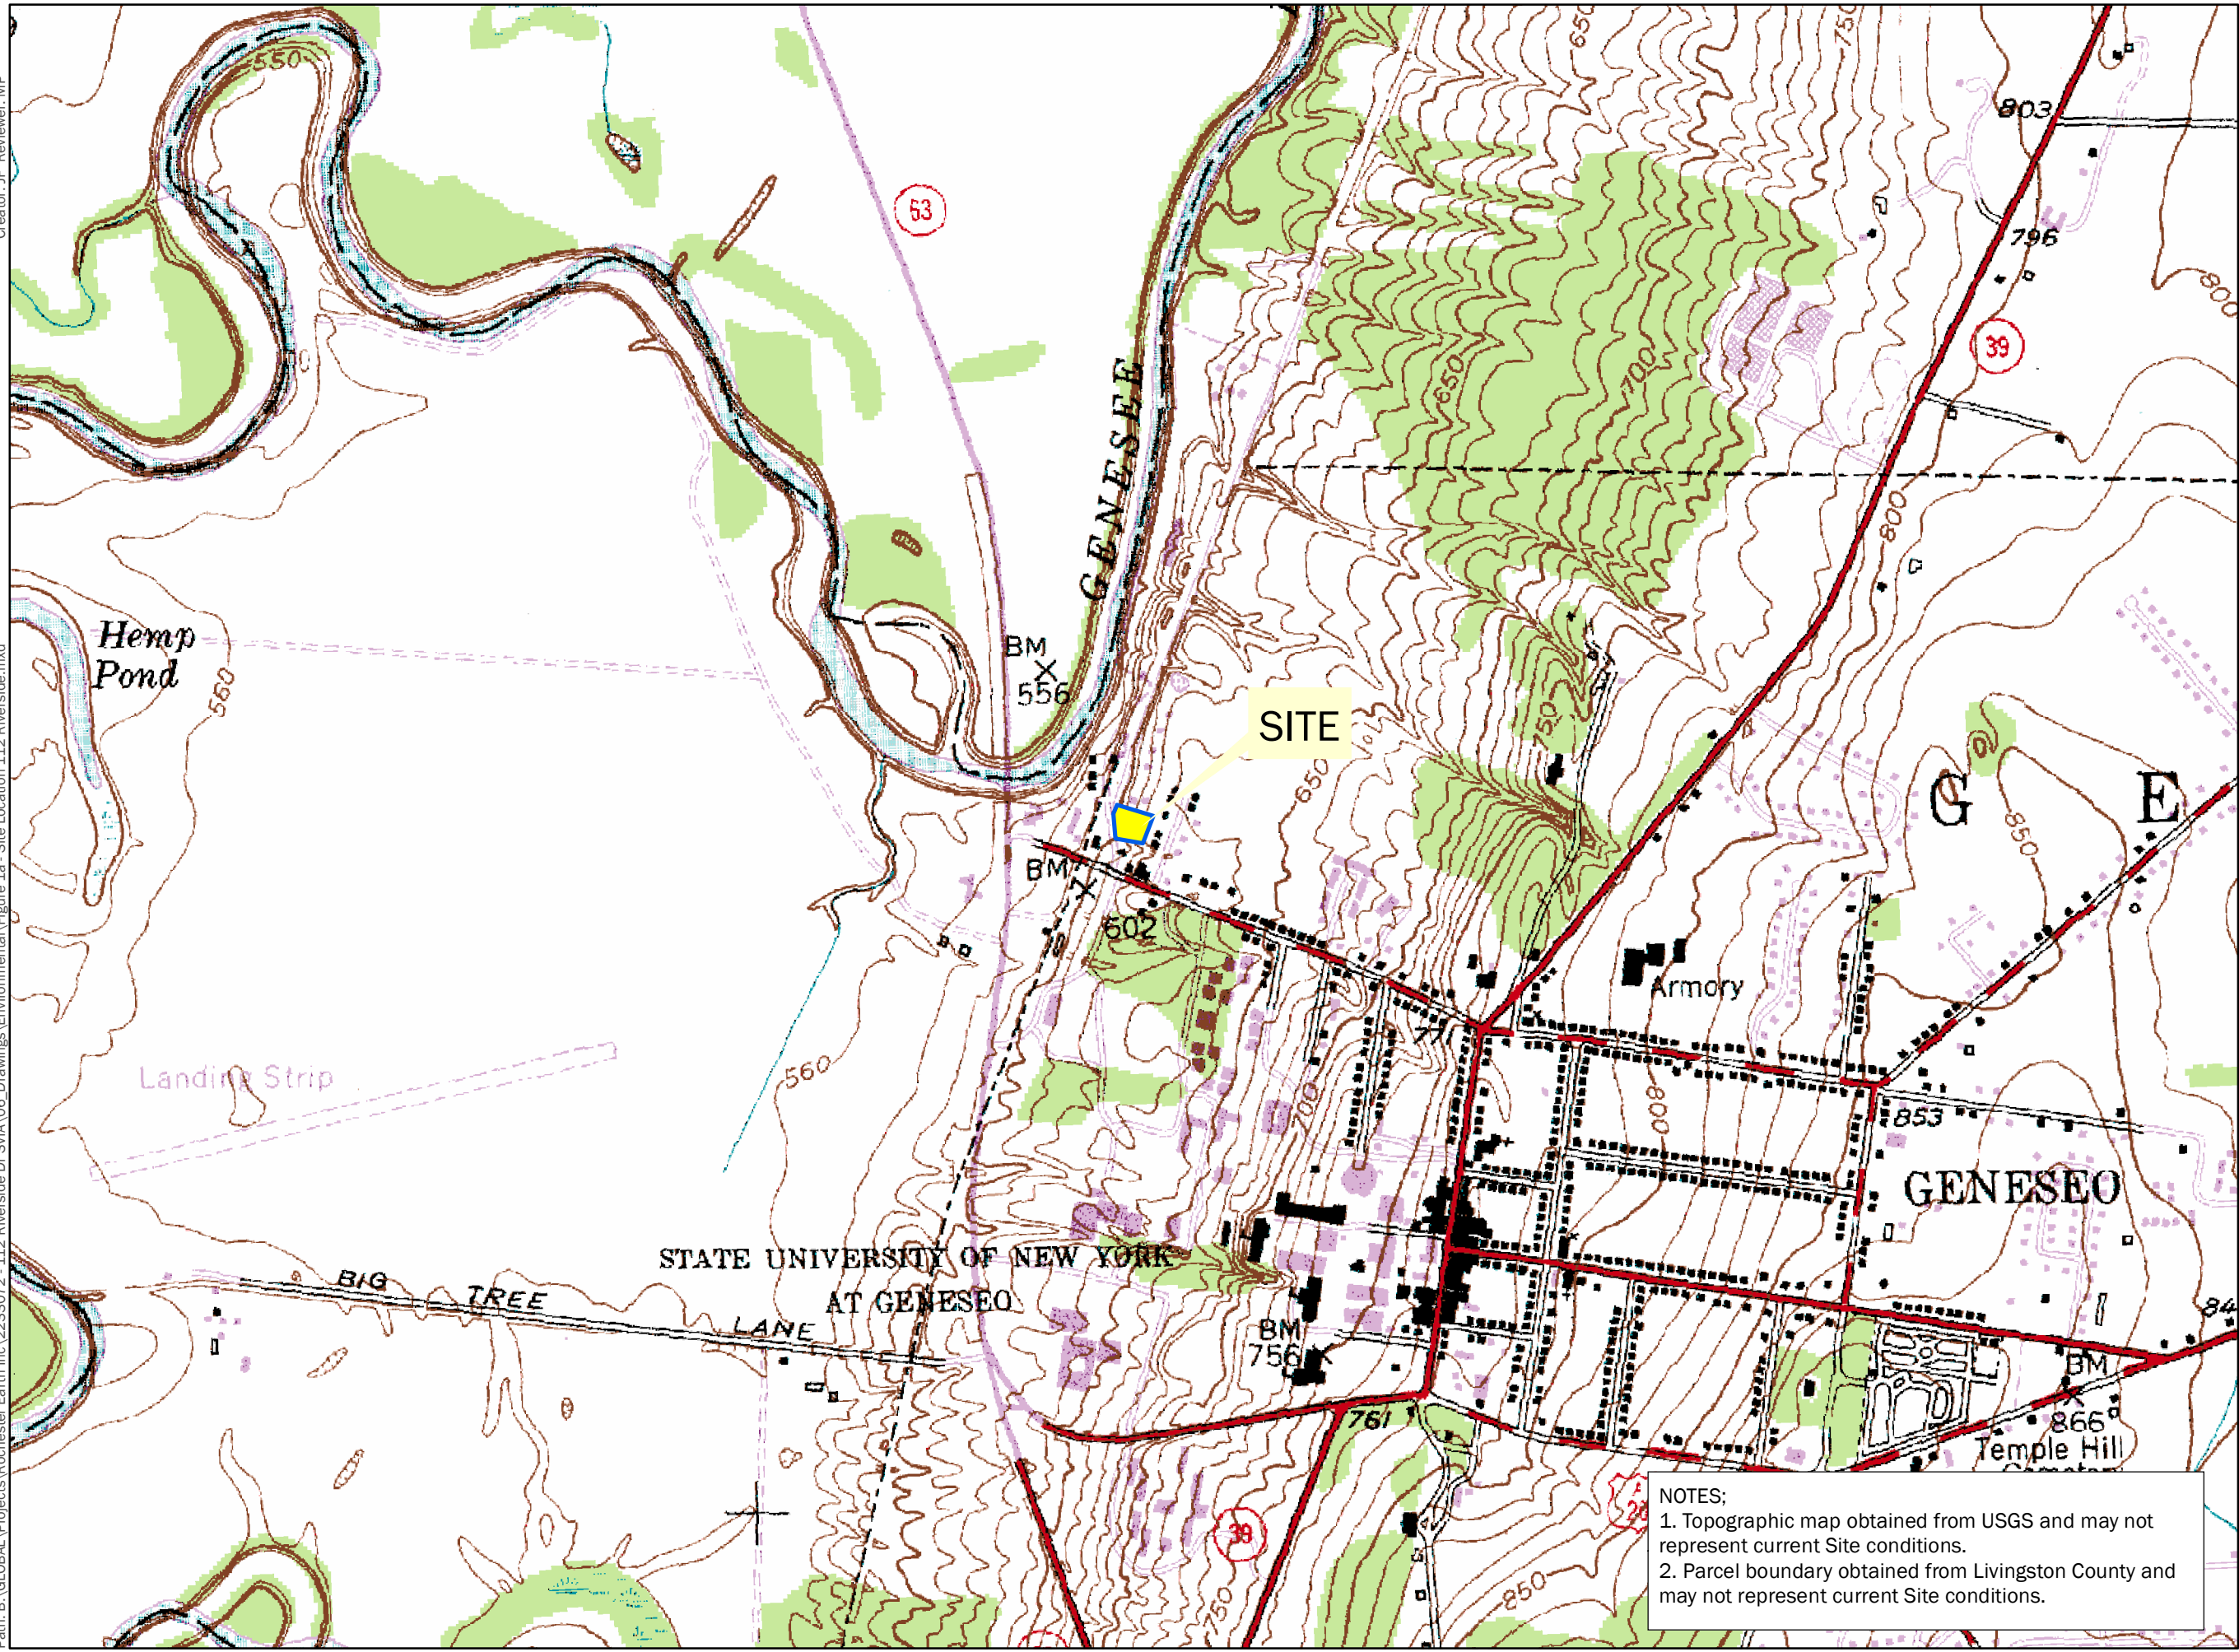 550
650
750
803
63
796
800
39
650
700
GENESEE
800
Hemp
Pond
560
BM
556
SITE
750
650
G E
850
BM
602
Armory
771
560
Landing Strip
700
800
853
GENESEO
STATE UNIVERSITY OF NEW YORK
AT GENESEO
BIG TREE LANE
BM
756
84
BM
866
761
Temple Hill
39
20
750
850
NOTES;
1. Topographic map obtained from USGS and may not
represent current Site conditions.
2. Parcel boundary obtained from Livingston County and
may not represent current Site conditions.